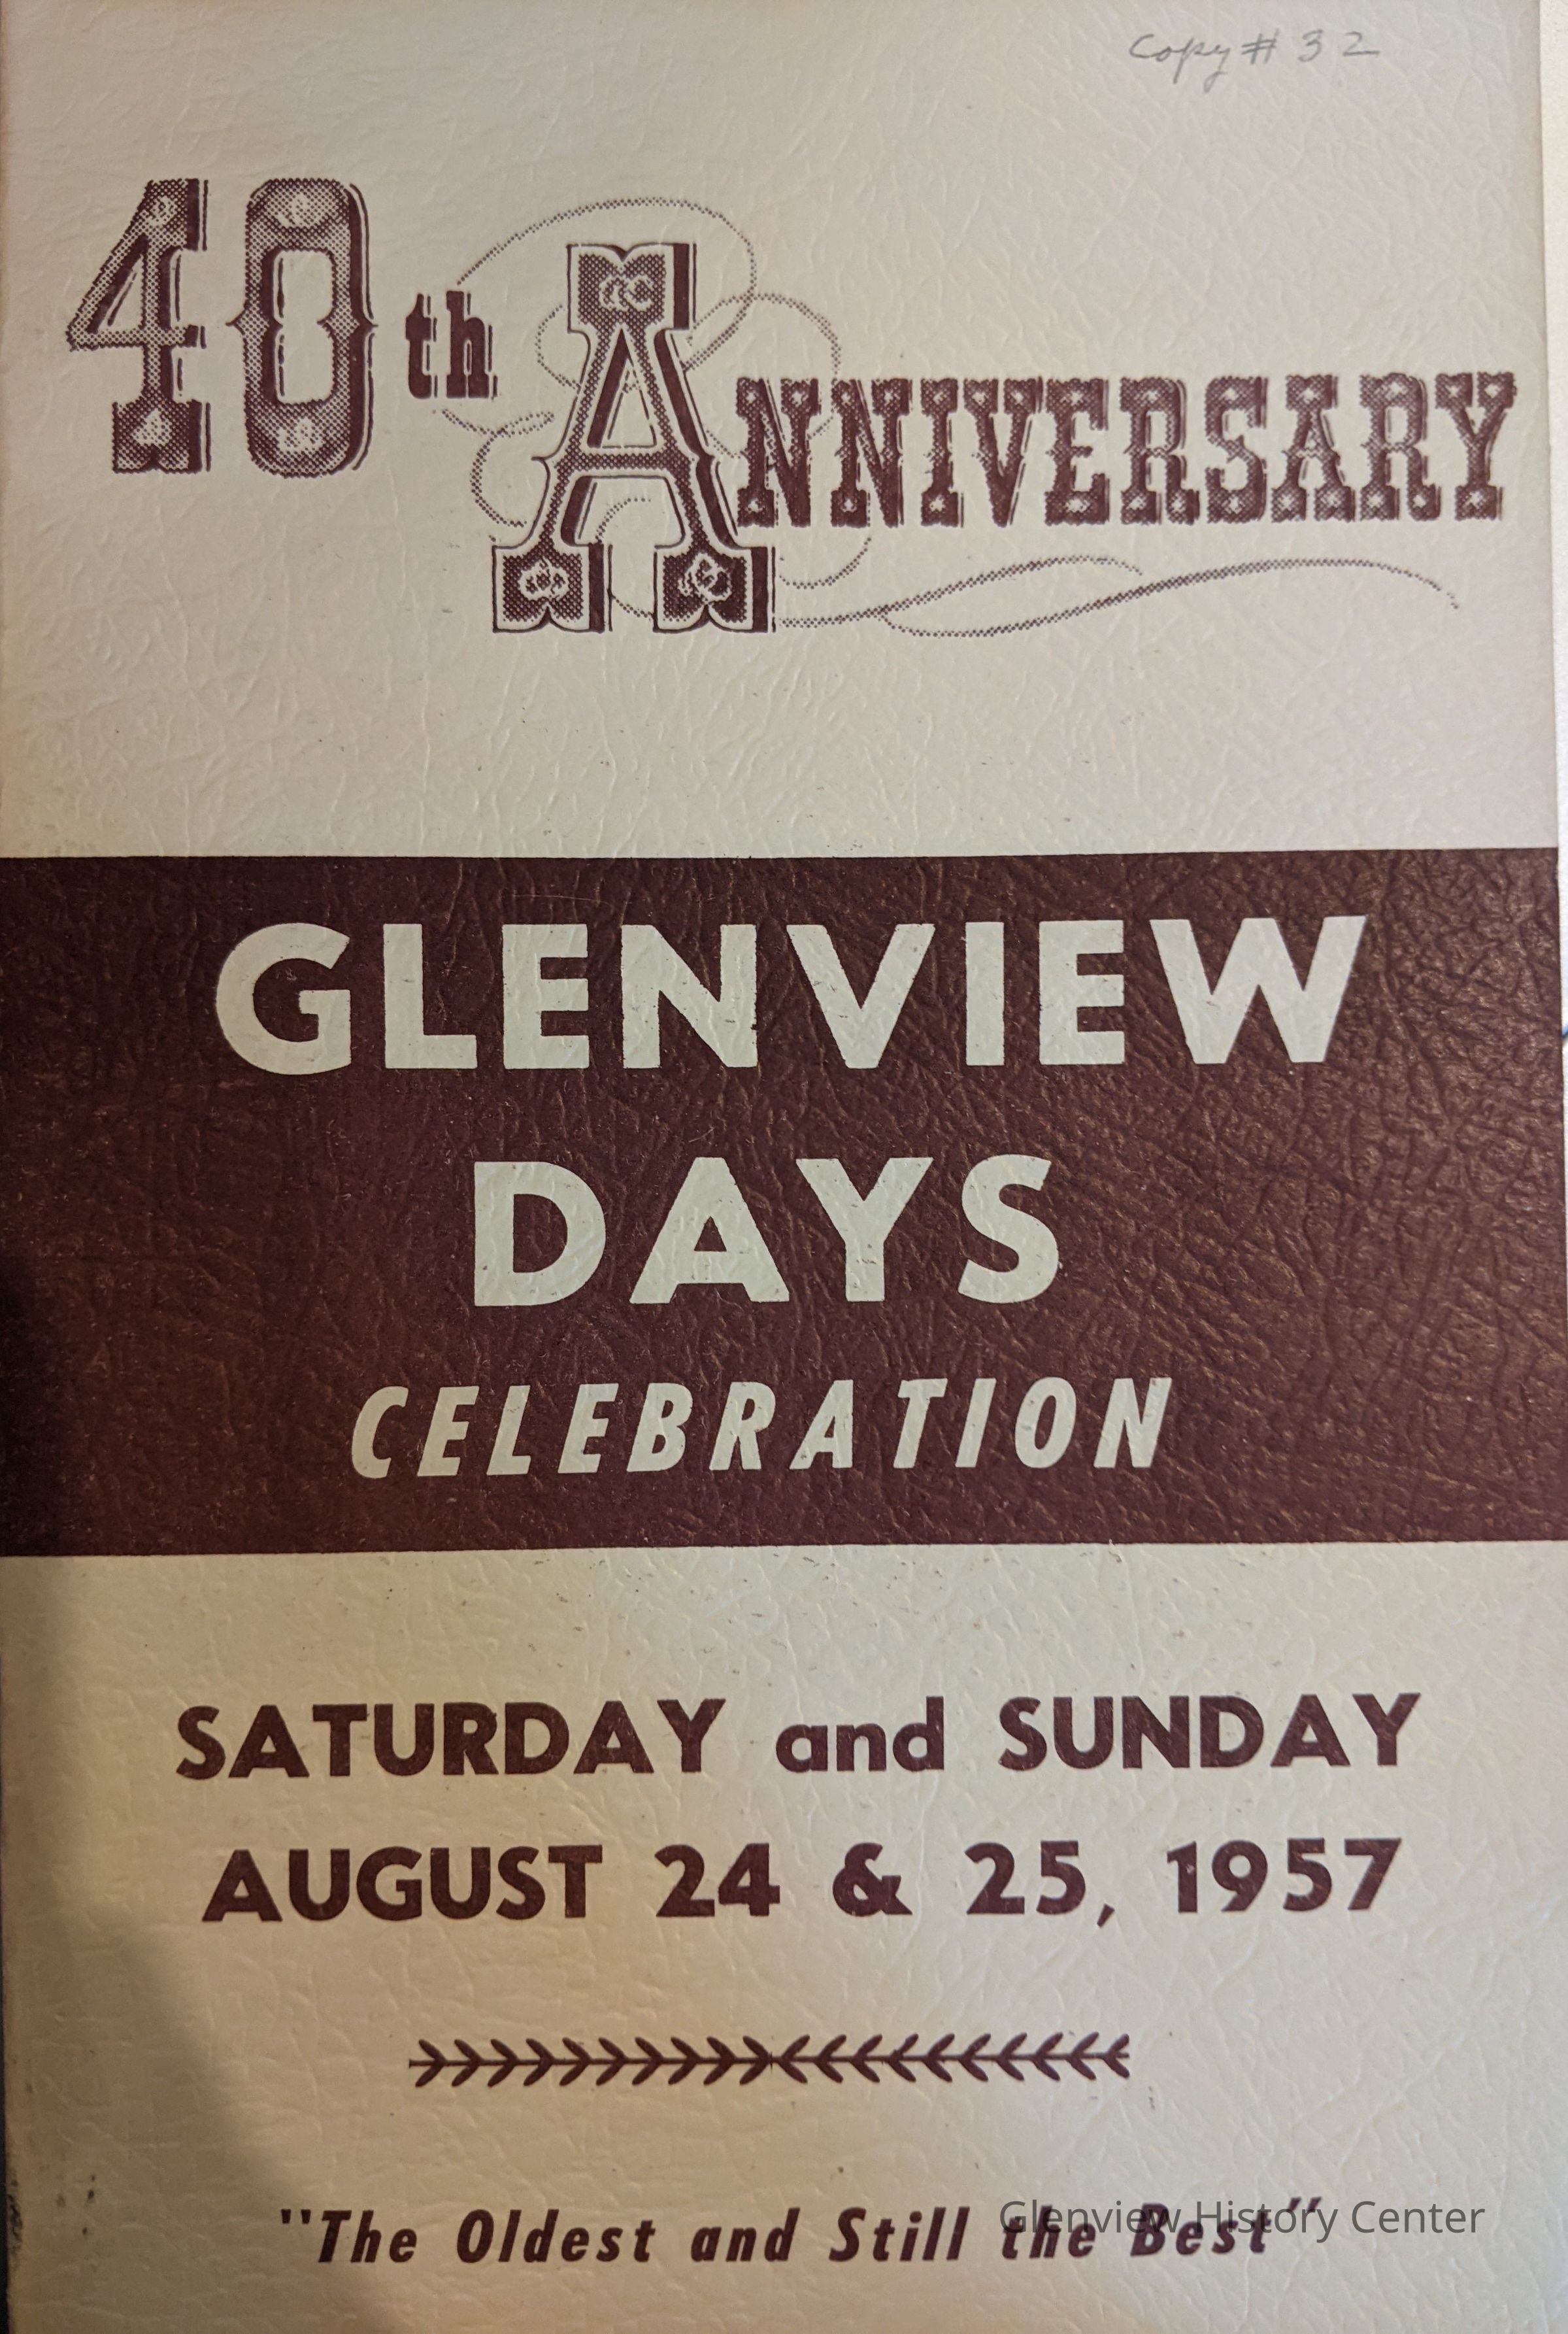 Copy # 32
40th ANNIVERSARY
GLENVIEW
DAYS
CELEBRATION
SATURDAY and SUNDAY
AUGUST 24 & 25, 1957
"The Oldest and Still the Best"
Glenview History Center